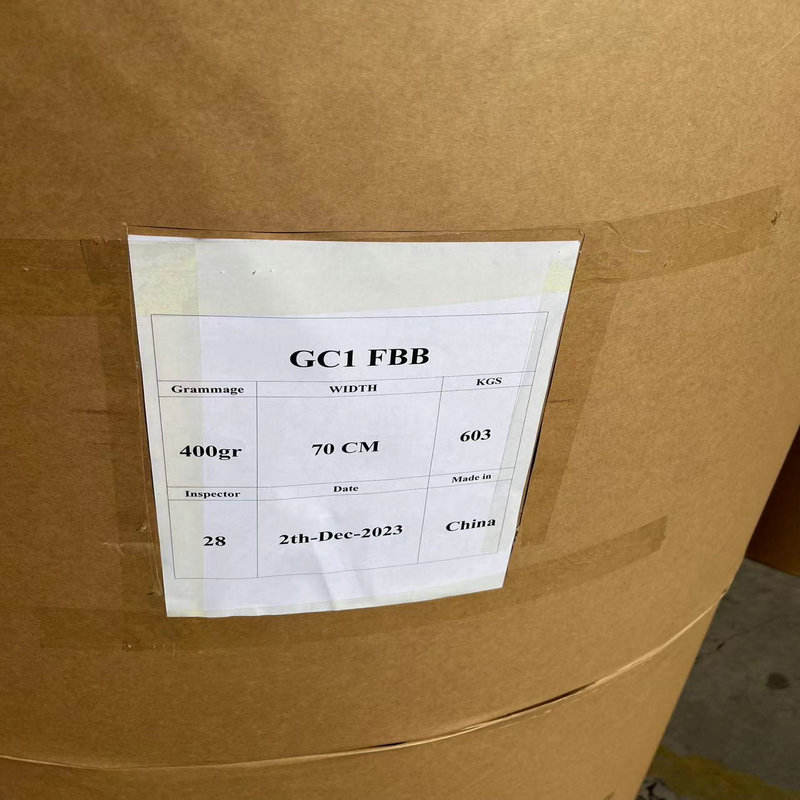 GC1 FBB
Grammage WIDTH KGS
400gr 70 CM 603
Inspector Date Made in
28 2th-Dec-2023 China